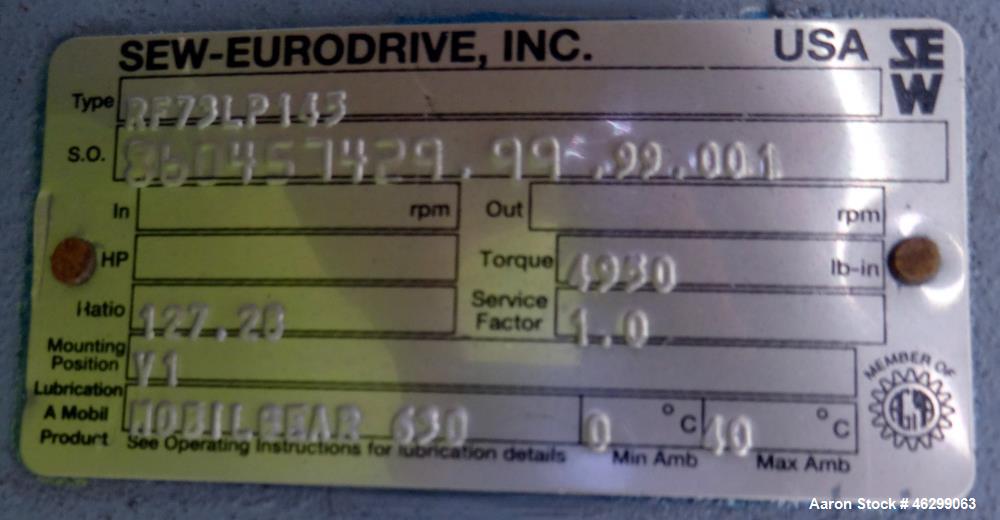 SEW-EURODRIVE, INC. USA SEW
Type RF73LP143
S.O. 860457429.99.99.001
In rpm Out rpm
HP Torque 4930 lb-in
Ratio 127.23
Service Factor 1.0
Mounting Position V1
Lubrication
A Mobil Product MOBILGEAR 630 0 °C 40 °C
See Operating Instructions for lubrication details Min Amb Max Amb
MEMBER OF
AGMA
Aaron Stock # 46299063